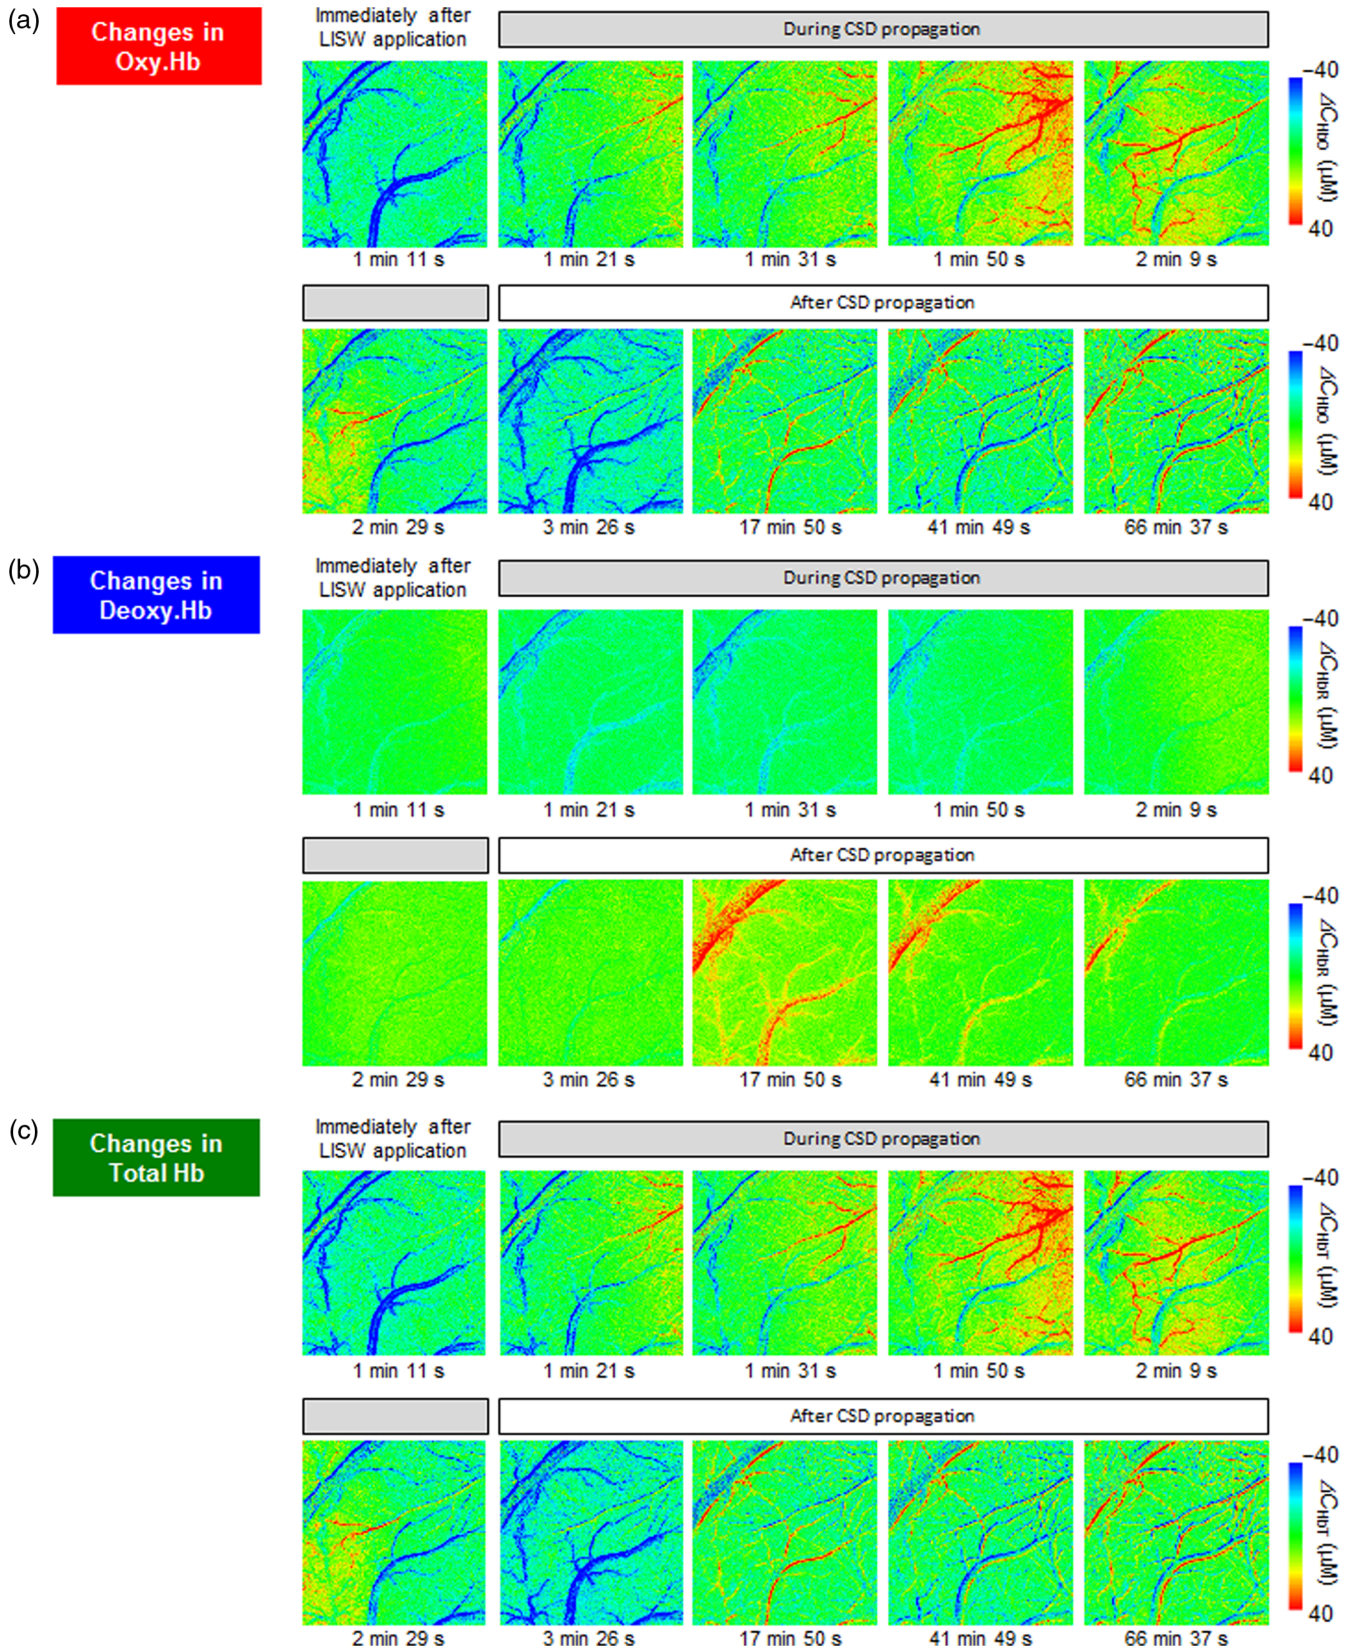 (a)
Changes in
Oxy.Hb
Immediately after
LISW application
During CSD propagation
−40
ΔCHbO (μM)
40
1 min 11 s 1 min 21 s 1 min 31 s 1 min 50 s 2 min 9 s
After CSD propagation
−40
ΔCHbO (μM)
40
2 min 29 s 3 min 26 s 17 min 50 s 41 min 49 s 66 min 37 s
(b)
Changes in
Deoxy.Hb
Immediately after
LISW application
During CSD propagation
−40
ΔCHbR (μM)
40
1 min 11 s 1 min 21 s 1 min 31 s 1 min 50 s 2 min 9 s
After CSD propagation
−40
ΔCHbR (μM)
40
2 min 29 s 3 min 26 s 17 min 50 s 41 min 49 s 66 min 37 s
(c)
Changes in
Total Hb
Immediately after
LISW application
During CSD propagation
−40
ΔCHbT (μM)
40
1 min 11 s 1 min 21 s 1 min 31 s 1 min 50 s 2 min 9 s
After CSD propagation
−40
ΔCHbT (μM)
40
2 min 29 s 3 min 26 s 17 min 50 s 41 min 49 s 66 min 37 s